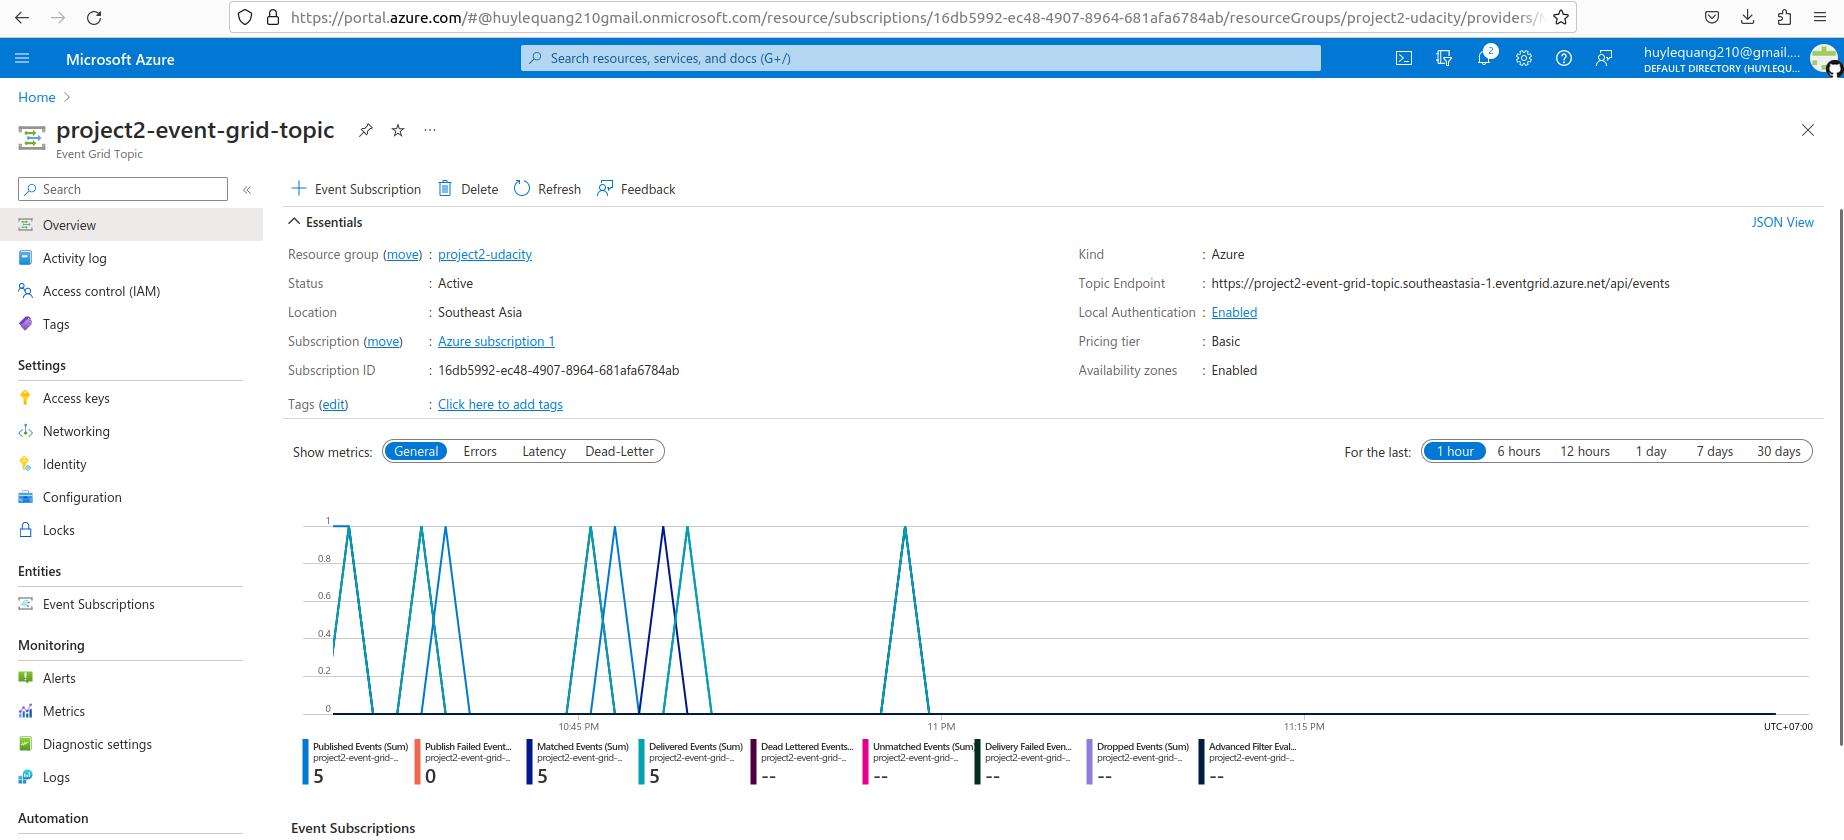 https://portal.azure.com/#@huylequang210gmail.onmicrosoft.com/resource/subscriptions/16db5992-ec48-4907-8964-681afa6784ab/resourceGroups/project2-udacity/providers/
Microsoft Azure
Search resources, services, and docs (G+/)
2
huylequang210@gmail....
DEFAULT DIRECTORY (HUYLEQU...
Home
project2-event-grid-topic
Event Grid Topic
Search
Overview
Activity log
Access control (IAM)
Tags
Settings
Access keys
Networking
Identity
Configuration
Locks
Entities
Event Subscriptions
Monitoring
Alerts
Metrics
Diagnostic settings
Logs
Automation
Event Subscription
Delete
Refresh
Feedback
Essentials
JSON View
Resource group (move) : project2-udacity
Status : Active
Location : Southeast Asia
Subscription (move) : Azure subscription 1
Subscription ID : 16db5992-ec48-4907-8964-681afa6784ab
Tags (edit) : Click here to add tags
Kind : Azure
Topic Endpoint : https://project2-event-grid-topic.southeastasia-1.eventgrid.azure.net/api/events
Local Authentication : Enabled
Pricing tier : Basic
Availability zones : Enabled
Show metrics: General Errors Latency Dead-Letter
For the last: 1 hour 6 hours 12 hours 1 day 7 days 30 days
1
0.8
0.6
0.4
0.2
0
10:45 PM 11 PM 11:15 PM UTC+07:00
Published Events (Sum)
project2-event-grid-..
5
Publish Failed Event...
project2-event-grid-..
0
Matched Events (Sum)
project2-event-grid-..
5
Delivered Events (Sum)
project2-event-grid-..
5
Dead Lettered Events...
project2-event-grid-..
--
Unmatched Events (Sum)
project2-event-grid-..
--
Delivery Failed Even...
project2-event-grid-..
--
Dropped Events (Sum)
project2-event-grid-..
--
Advanced Filter Eval...
project2-event-grid-..
--
Event Subscriptions